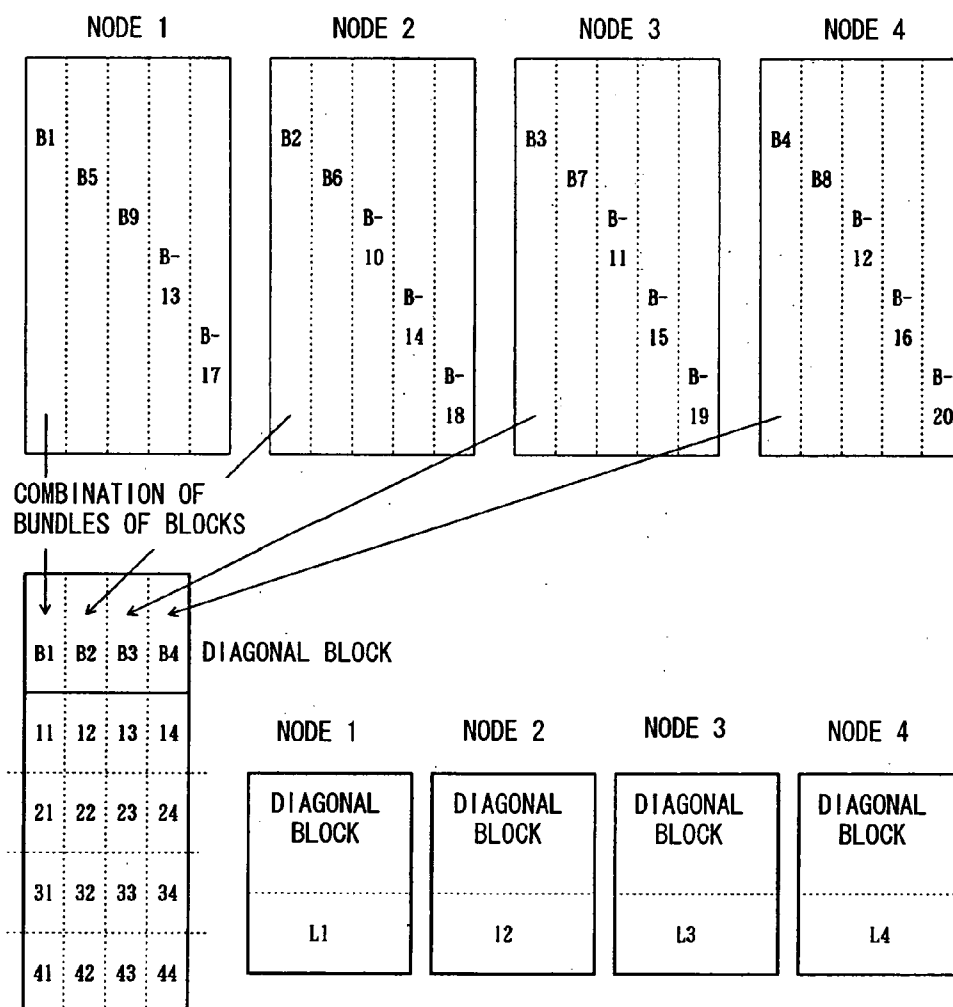 NODE 1 NODE 2 NODE 3 NODE 4
B1 B2 B3 B4
B5 B6 B7 B8
B9 B- B- B-
B- 10 11 12
13 B- B- B-
B- 14 15 16
17 B- B- B-
18 19 20
COMBINATION OF
BUNDLES OF BLOCKS
B1 B2 B3 B4 DIAGONAL BLOCK
11 12 13 14
21 22 23 24
31 32 33 34
41 42 43 44
NODE 1 NODE 2 NODE 3 NODE 4
DIAGONAL DIAGONAL DIAGONAL DIAGONAL
BLOCK BLOCK BLOCK BLOCK
L1 12 L3 L4